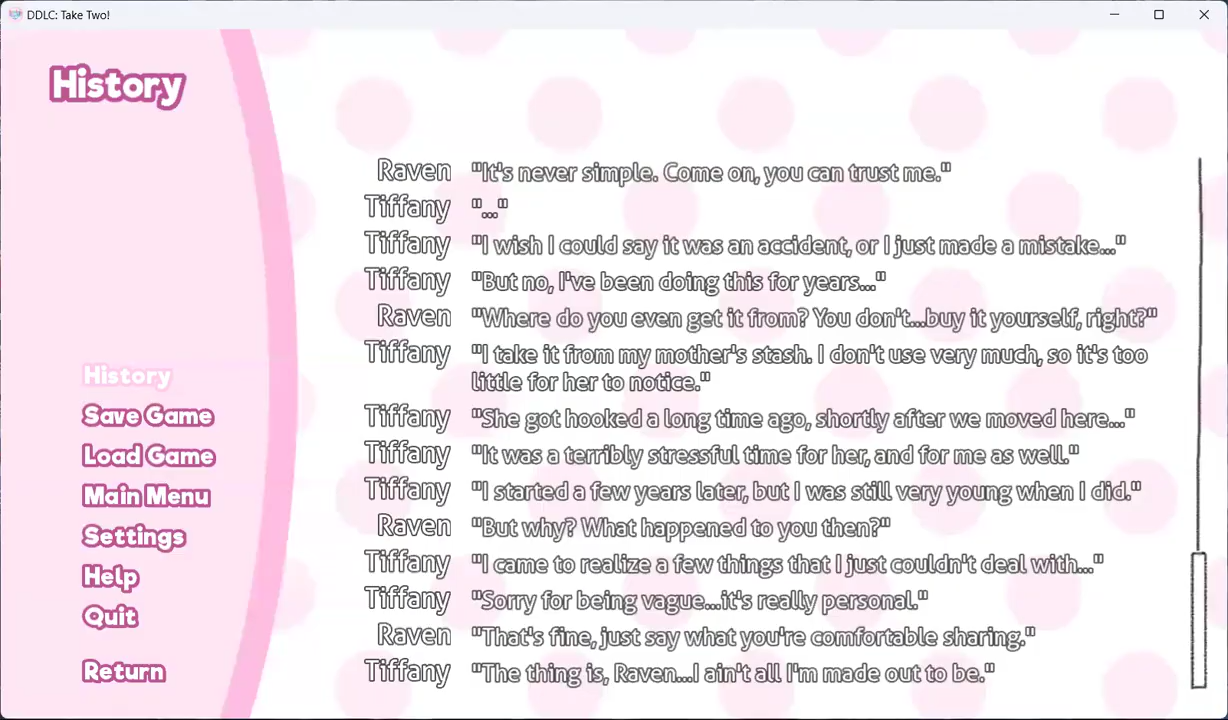 DDLC: Take Two!
History
Raven "It's never simple. Come on, you can trust me."
Tiffany "..."
Tiffany "I wish I could say it was an accident, or I just made a mistake..."
Tiffany "But no, I've been doing this for years..."
Raven "Where do you even get it from? You don't...buy it yourself, right?"
Tiffany "I take it from my mother's stash. I don't use very much, so it's too
little for her to notice."
Tiffany "She got hooked a long time ago, shortly after we moved here..."
Tiffany "It was a terribly stressful time for her, and for me as well."
Tiffany "I started a few years later, but I was still very young when I did."
Raven "But why? What happened to you then?"
Tiffany "I came to realize a few things that I just couldn't deal with..."
Tiffany "Sorry for being vague...it's really personal."
Raven "That's fine, just say what you're comfortable sharing."
Tiffany "The thing is, Raven...I ain't all I'm made out to be."
History
Save Game
Load Game
Main Menu
Settings
Help
Quit
Return